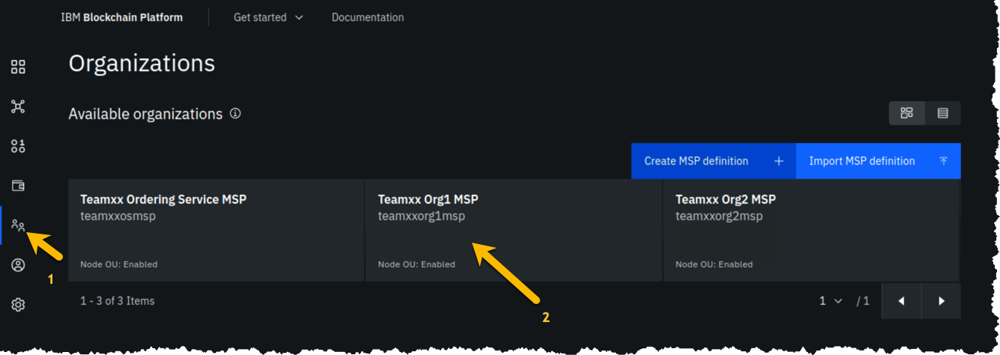 IBM Blockchain Platform Get started Documentation
Organizations
Available organizations
Create MSP definition + Import MSP definition
Teamxx Ordering Service MSP
teamxxosmsp
Node OU: Enabled
Teamxx Org1 MSP
teamxxorg1msp
Node OU: Enabled
Teamxx Org2 MSP
teamxxorg2msp
Node OU: Enabled
1
2
1 - 3 of 3 Items
1 / 1